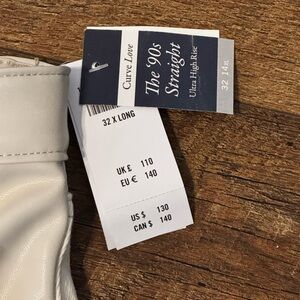 Curve Love
The '90s
Straight
Ultra High Rise
32 14R
32 X LONG
UK £ 110
EU € 140
US $ 130
CAN $ 140